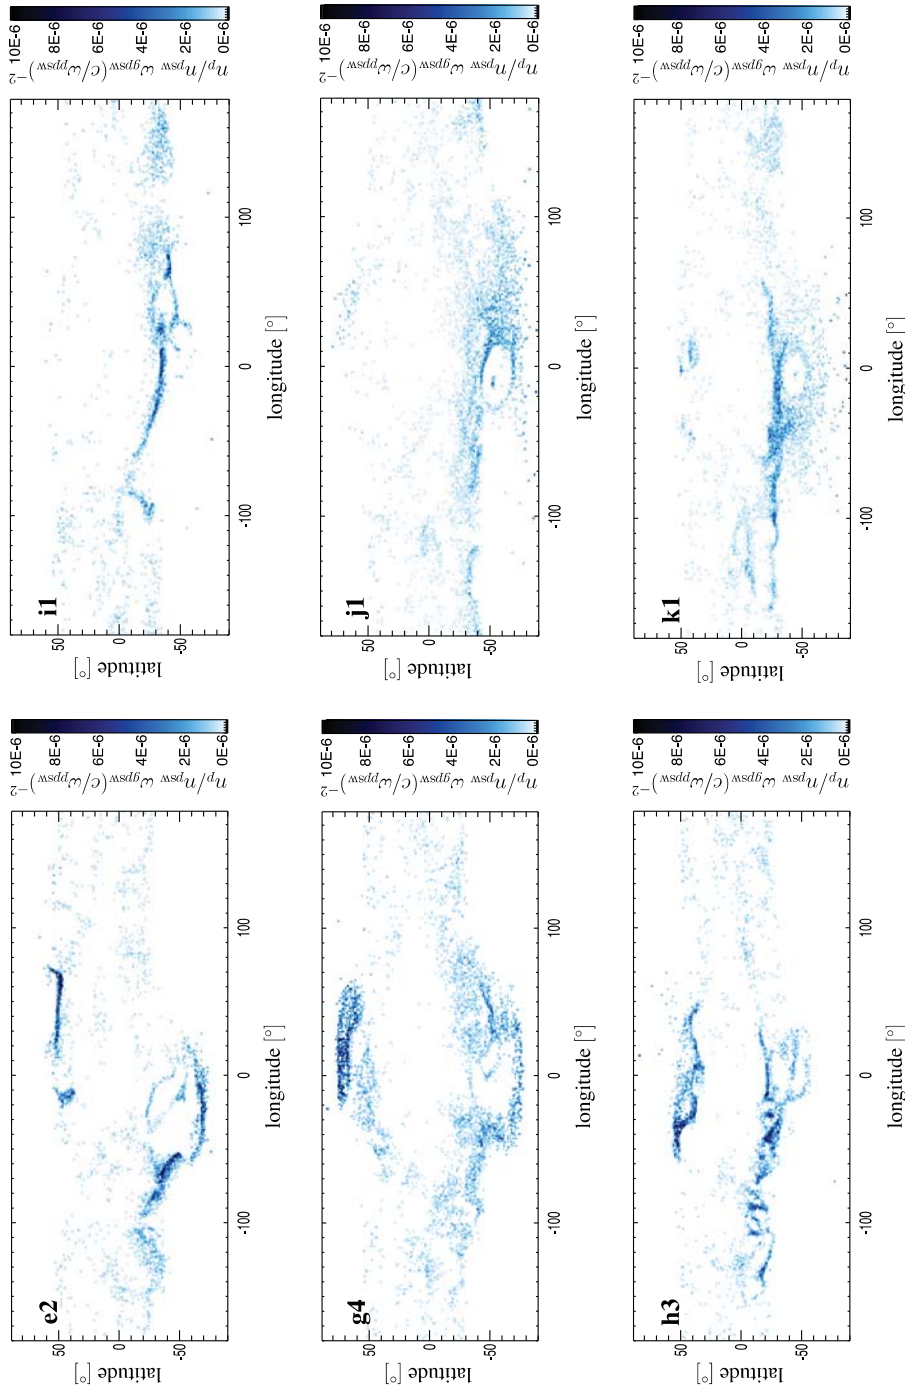 e2
latitude [°]
50
0
-50
-100
0
100
longitude [°]
10E-6
8E-6
6E-6
4E-6
2E-6
0E-6
n_p/n_psw ω_gpsw(c/ω_ppsw)^-2
i1
latitude [°]
50
0
-50
-100
0
100
longitude [°]
10E-6
8E-6
6E-6
4E-6
2E-6
0E-6
n_p/n_psw ω_gpsw(c/ω_ppsw)^-2
g4
latitude [°]
50
0
-50
-100
0
100
longitude [°]
10E-6
8E-6
6E-6
4E-6
2E-6
0E-6
n_p/n_psw ω_gpsw(c/ω_ppsw)^-2
j1
latitude [°]
50
0
-50
-100
0
100
longitude [°]
10E-6
8E-6
6E-6
4E-6
2E-6
0E-6
n_p/n_psw ω_gpsw(c/ω_ppsw)^-2
h3
latitude [°]
50
0
-50
-100
0
100
longitude [°]
10E-6
8E-6
6E-6
4E-6
2E-6
0E-6
n_p/n_psw ω_gpsw(c/ω_ppsw)^-2
k1
latitude [°]
50
0
-50
-100
0
100
longitude [°]
10E-6
8E-6
6E-6
4E-6
2E-6
0E-6
n_p/n_psw ω_gpsw(c/ω_ppsw)^-2